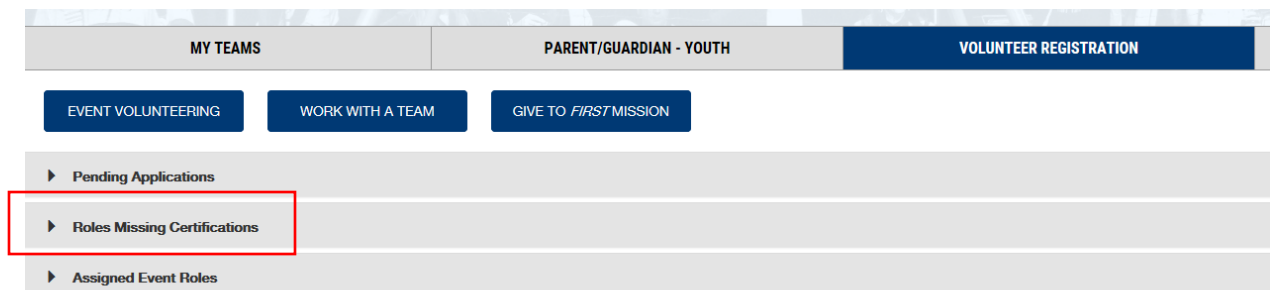 MY TEAMS
PARENT/GUARDIAN - YOUTH
VOLUNTEER REGISTRATION
EVENT VOLUNTEERING
WORK WITH A TEAM
GIVE TO FIRST MISSION
Pending Applications
Roles Missing Certifications
Assigned Event Roles